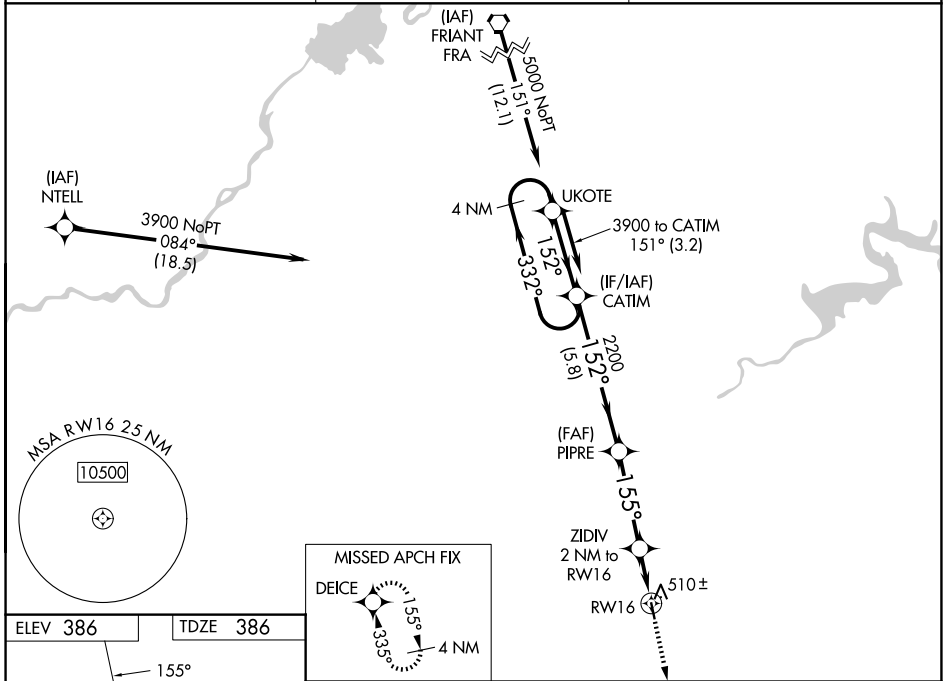 (IAF)
FRIANT
FRA
5000 NoPT
151°
(12.1)
(IAF)
NTELL
3900 NoPT
084°
(18.5)
4 NM
UKOTE
3900 to CATIM
151° (3.2)
152°
332°
(IF/IAF)
CATIM
2200
152°
(5.8)
(FAF)
PIPRE
155°
ZIDIV
2 NM to
RW16
RW16
510±
MSA RW16 25 NM
10500
MISSED APCH FIX
DEICE
155°
335°
4 NM
ELEV 386
TDZE 386
155°